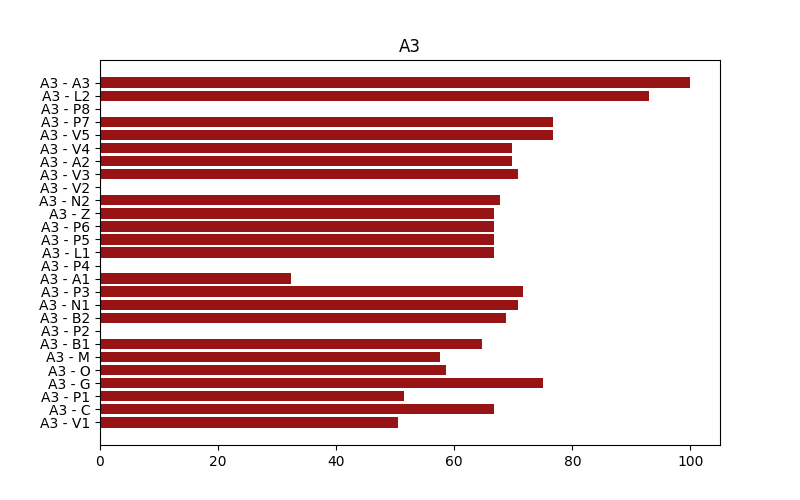 A3
A3 - A3
A3 - L2
A3 - P8
A3 - P7
A3 - V5
A3 - V4
A3 - A2
A3 - V3
A3 - V2
A3 - N2
A3 - Z
A3 - P6
A3 - P5
A3 - L1
A3 - P4
A3 - A1
A3 - P3
A3 - N1
A3 - B2
A3 - P2
A3 - B1
A3 - M
A3 - O
A3 - G
A3 - P1
A3 - C
A3 - V1
0 20 40 60 80 100